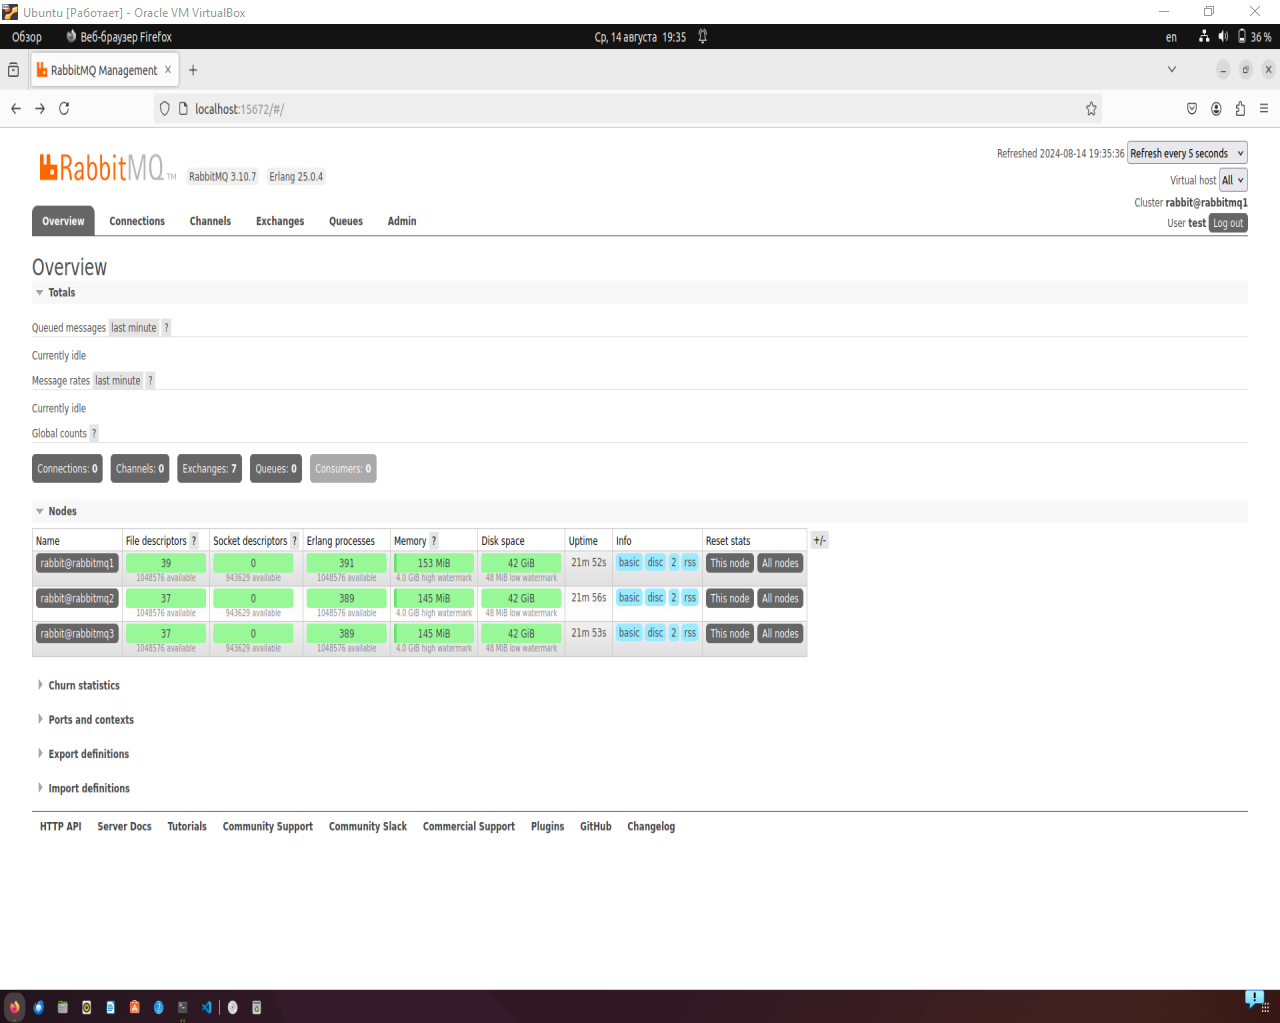 Ubuntu [Работает] - Oracle VM VirtualBox
Обзор Веб-браузер Firefox Ср, 14 августа 19:35 en 36 %
RabbitMQ Management
localhost:15672/#/
RabbitMQ TM RabbitMQ 3.10.7 Erlang 25.0.4
Refreshed 2024-08-14 19:35:36 Refresh every 5 seconds
Virtual host All
Cluster rabbit@rabbitmq1
User test Log out
Overview Connections Channels Exchanges Queues Admin
Overview
Totals
Queued messages last minute ?
Currently idle
Message rates last minute ?
Currently idle
Global counts ?
Connections: 0 Channels: 0 Exchanges: 7 Queues: 0 Consumers: 0
Nodes
Name File descriptors ? Socket descriptors ? Erlang processes Memory ? Disk space Uptime Info Reset stats +/-
rabbit@rabbitmq1 39 0 391 153 MiB 42 GiB 21m 52s basic disc 2 rss This node All nodes
1048576 available 943629 available 1048576 available 4.0 GiB high watermark 48 MiB low watermark
rabbit@rabbitmq2 37 0 389 145 MiB 42 GiB 21m 56s basic disc 2 rss This node All nodes
1048576 available 943629 available 1048576 available 4.0 GiB high watermark 48 MiB low watermark
rabbit@rabbitmq3 37 0 389 145 MiB 42 GiB 21m 53s basic disc 2 rss This node All nodes
1048576 available 943629 available 1048576 available 4.0 GiB high watermark 48 MiB low watermark
Churn statistics
Ports and contexts
Export definitions
Import definitions
HTTP API Server Docs Tutorials Community Support Community Slack Commercial Support Plugins GitHub Changelog